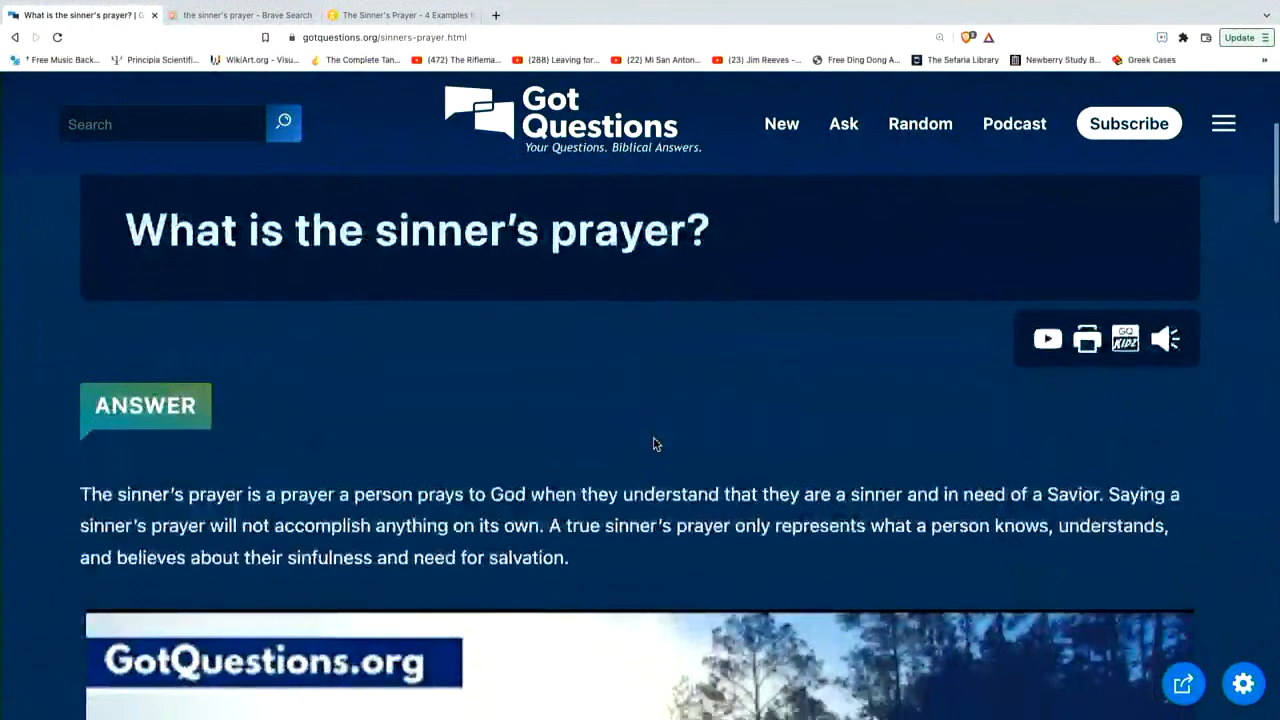 What is the sinner's prayer? | G
the sinner's prayer - Brave Search
The Sinner's Prayer - 4 Examples f
gotquestions.org/sinners-prayer.html
Update
Free Music Back...
Principia Scientifi...
WikiArt.org - Visu...
The Complete Tan...
(472) The Riflema...
(288) Leaving for...
(22) Mi San Anton...
(23) Jim Reeves -...
Free Ding Dong A...
The Sefaria Library
Newberry Study B...
Greek Cases
Search
Got
Questions
Your Questions. Biblical Answers.
New
Ask
Random
Podcast
Subscribe
What is the sinner's prayer?
GQ
KIDZ
ANSWER
The sinner's prayer is a prayer a person prays to God when they understand that they are a sinner and in need of a Savior. Saying a
sinner's prayer will not accomplish anything on its own. A true sinner's prayer only represents what a person knows, understands,
and believes about their sinfulness and need for salvation.
GotQuestions.org